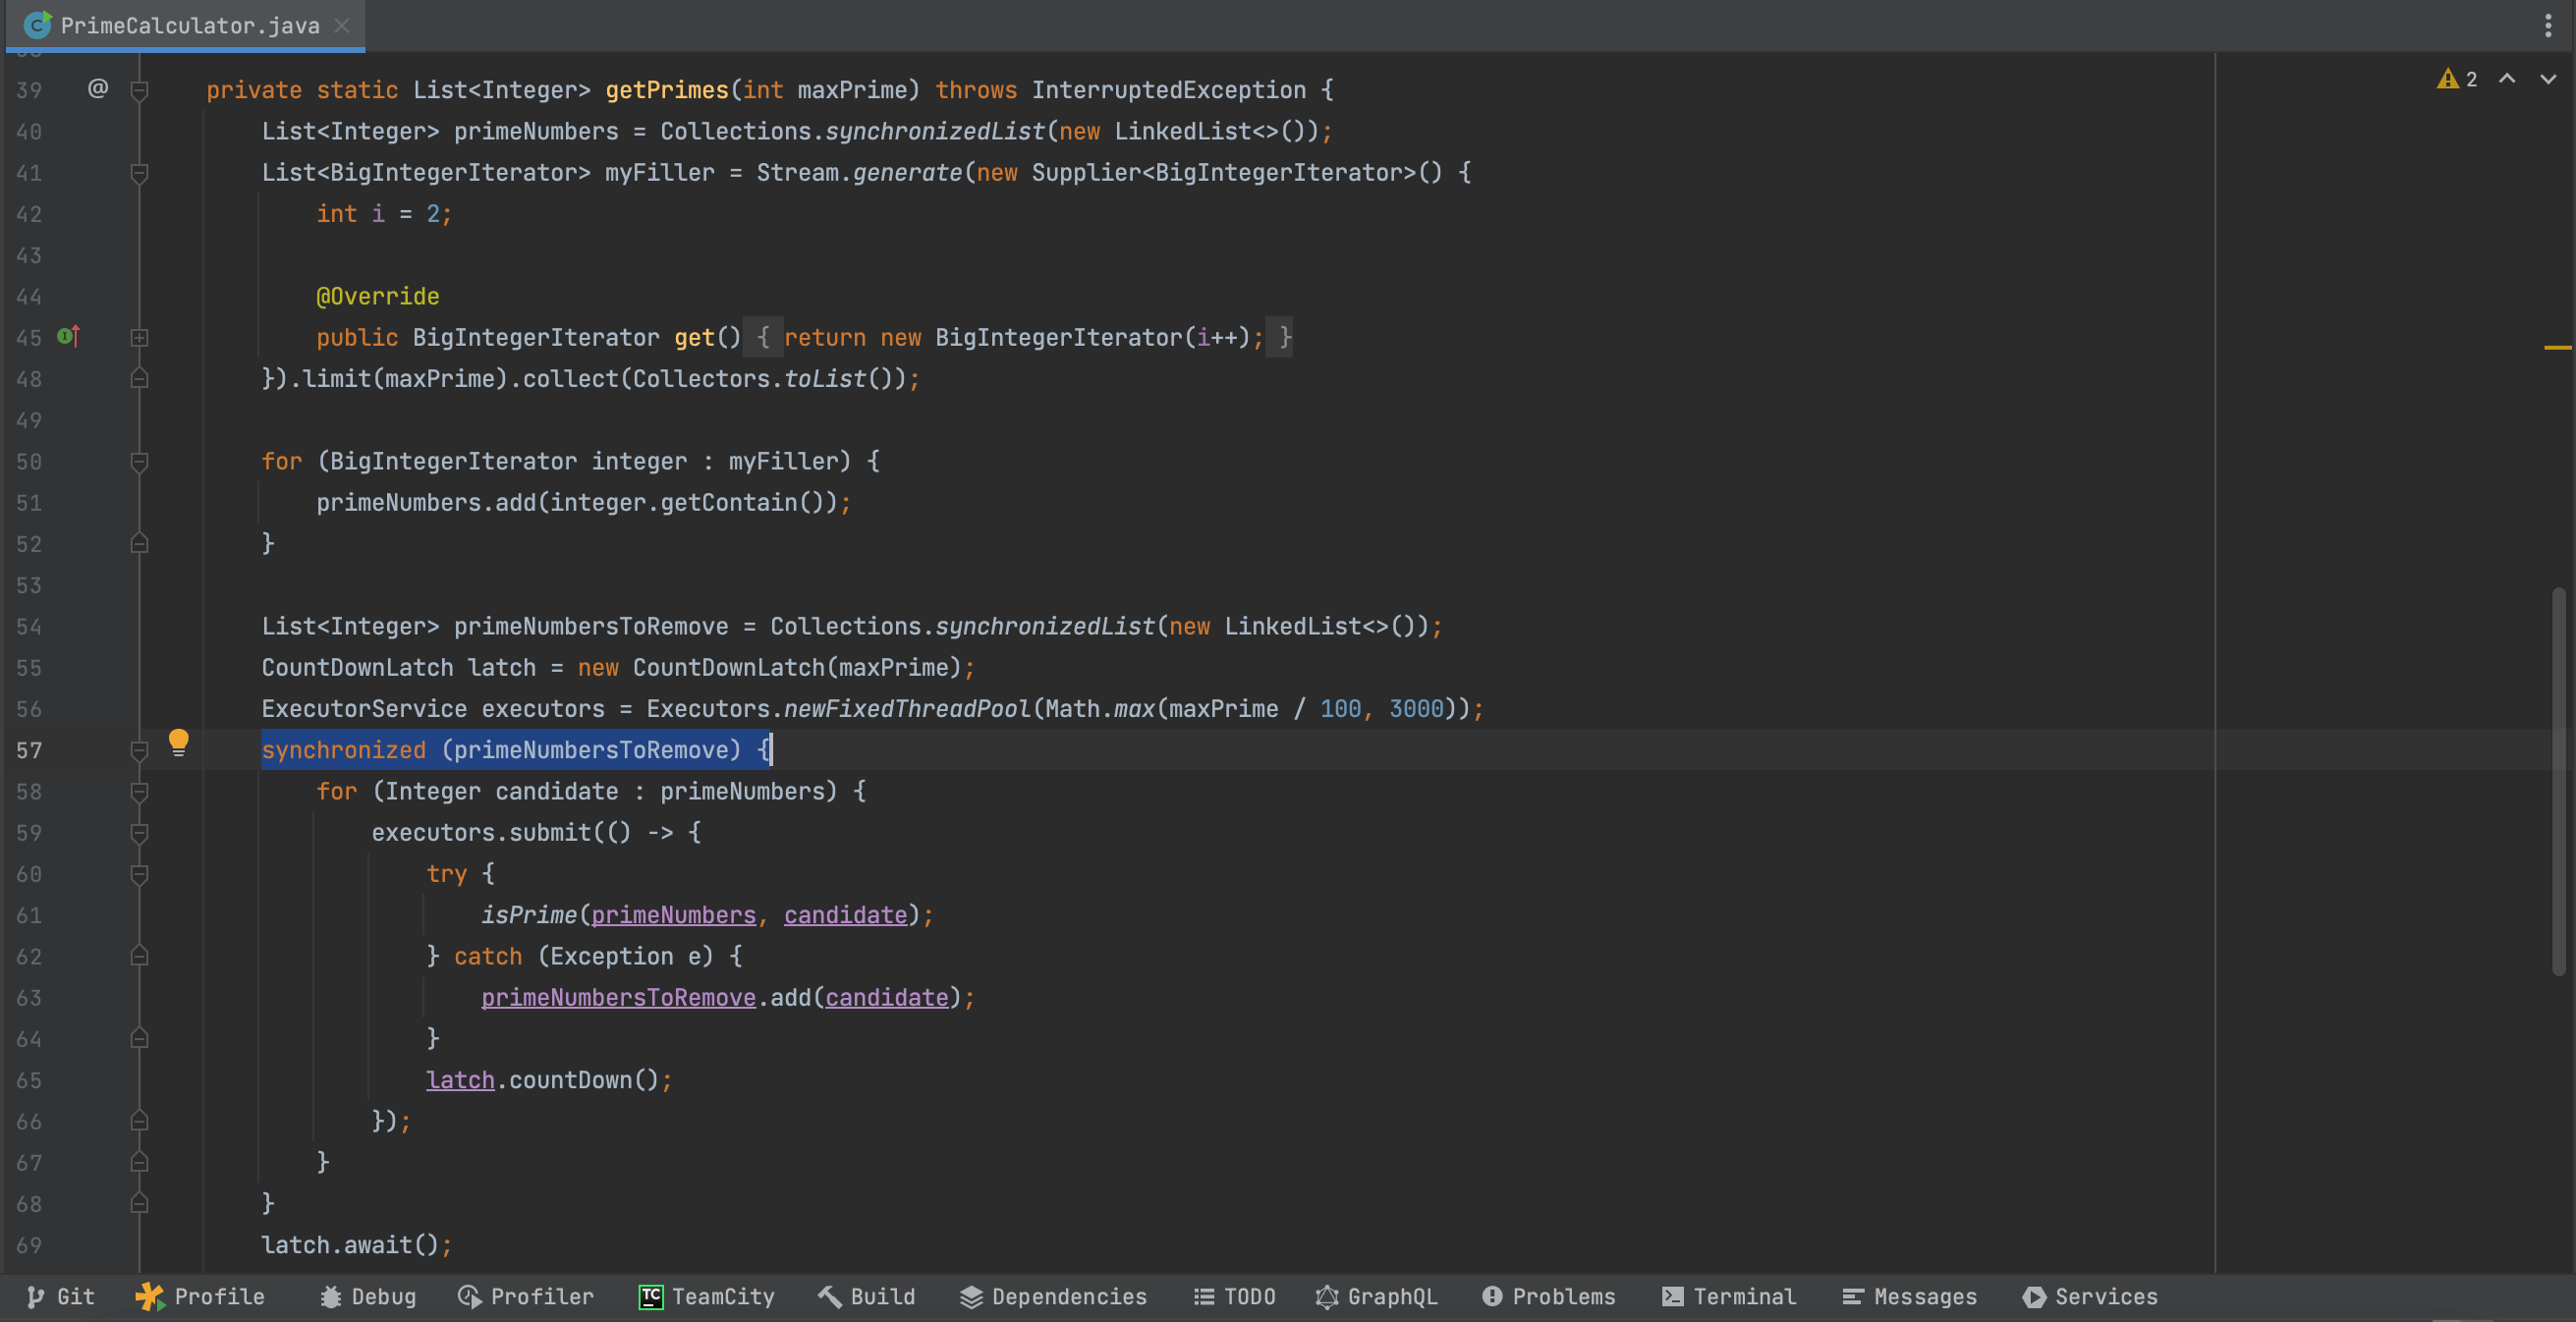 PrimeCalculator.java
2
39 @ private static List<Integer> getPrimes(int maxPrime) throws InterruptedException {
40 List<Integer> primeNumbers = Collections.synchronizedList(new LinkedList<>());
41 List<BigIntegerIterator> myFiller = Stream.generate(new Supplier<BigIntegerIterator>() {
42 int i = 2;
43
44 @Override
45 public BigIntegerIterator get() { return new BigIntegerIterator(i++); }
48 }).limit(maxPrime).collect(Collectors.toList());
49
50 for (BigIntegerIterator integer : myFiller) {
51 primeNumbers.add(integer.getContain());
52 }
53
54 List<Integer> primeNumbersToRemove = Collections.synchronizedList(new LinkedList<>());
55 CountDownLatch latch = new CountDownLatch(maxPrime);
56 ExecutorService executors = Executors.newFixedThreadPool(Math.max(maxPrime / 100, 3000));
57 synchronized (primeNumbersToRemove) {
58 for (Integer candidate : primeNumbers) {
59 executors.submit(() -> {
60 try {
61 isPrime(primeNumbers, candidate);
62 } catch (Exception e) {
63 primeNumbersToRemove.add(candidate);
64 }
65 latch.countDown();
66 });
67 }
68 }
69 latch.await();
Git Profile Debug Profiler TeamCity Build Dependencies TODO GraphQL Problems Terminal Messages Services